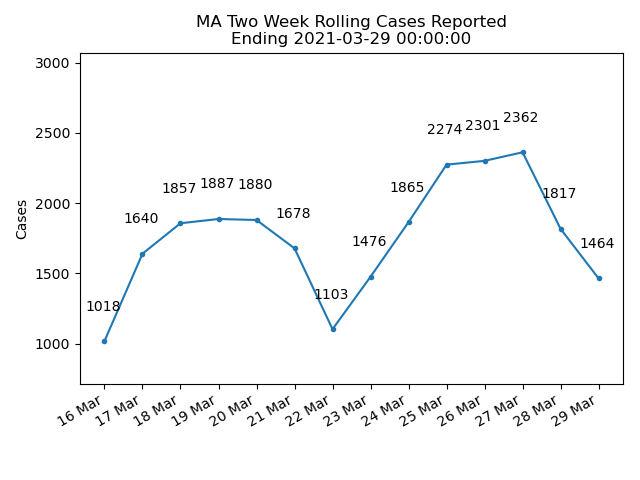 MA Two Week Rolling Cases Reported
Ending 2021-03-29 00:00:00
3000
2500
2000
1500
1000
Cases
1018
1640
1857
1887
1880
1678
1103
1476
1865
2274
2301
2362
1817
1464
16 Mar
17 Mar
18 Mar
19 Mar
20 Mar
21 Mar
22 Mar
23 Mar
24 Mar
25 Mar
26 Mar
27 Mar
28 Mar
29 Mar